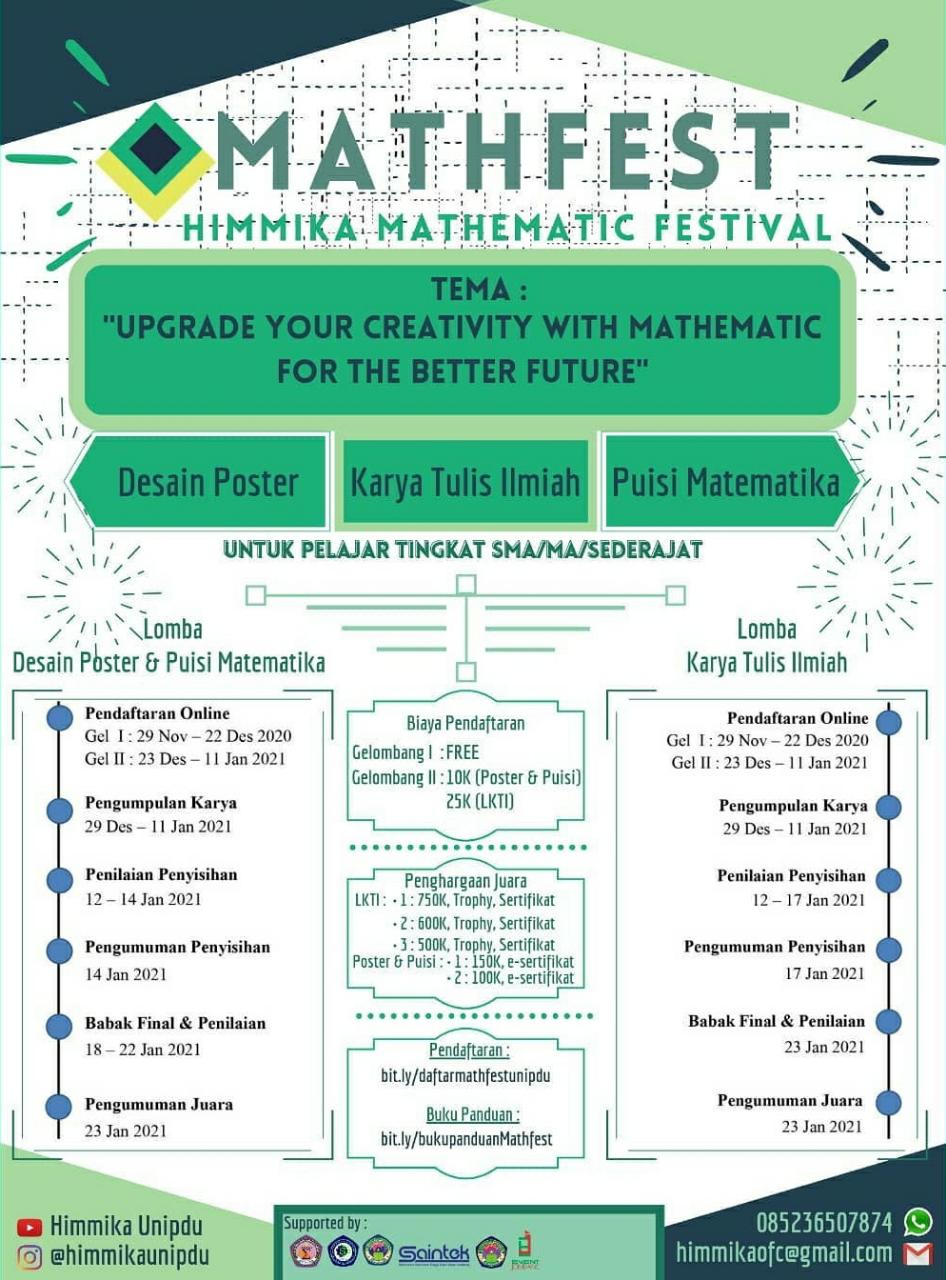 MATHFEST
HIMMIKA MATHEMATIC FESTIVAL
TEMA :
"UPGRADE YOUR CREATIVITY WITH MATHEMATIC
FOR THE BETTER FUTURE"
Desain Poster
Karya Tulis Ilmiah
Puisi Matematika
UNTUK PELAJAR TINGKAT SMA/MA/SEDERAJAT
Lomba
Desain Poster & Puisi Matematika
Pendaftaran Online
Gel I : 29 Nov – 22 Des 2020
Gel II : 23 Des – 11 Jan 2021
Pengumpulan Karya
29 Des – 11 Jan 2021
Penilaian Penyisihan
12 – 14 Jan 2021
Pengumuman Penyisihan
14 Jan 2021
Babak Final & Penilaian
18 – 22 Jan 2021
Pengumuman Juara
23 Jan 2021
Biaya Pendaftaran
Gelombang I : FREE
Gelombang II : 10K (Poster & Puisi)
25K (LKTI)
Penghargaan Juara
LKTI : • 1 : 750K, Trophy, Sertifikat
• 2 : 600K, Trophy, Sertifikat
• 3 : 500K, Trophy, Sertifikat
Poster & Puisi : • 1 : 150K, e-sertifikat
• 2 : 100K, e-sertifikat
Pendaftaran :
bit.ly/daftarmathfestunipdu
Buku Panduan :
bit.ly/bukupanduanMathfest
Lomba
Karya Tulis Ilmiah
Pendaftaran Online
Gel I : 29 Nov – 22 Des 2020
Gel II : 23 Des – 11 Jan 2021
Pengumpulan Karya
29 Des – 11 Jan 2021
Penilaian Penyisihan
12 – 17 Jan 2021
Pengumuman Penyisihan
17 Jan 2021
Babak Final & Penilaian
23 Jan 2021
Pengumuman Juara
23 Jan 2021
Himmika Unipdu
@himmikaunipdu
Supported by :
Saintek
EVENT
JOMBANG
085236507874
himmikaofc@gmail.com